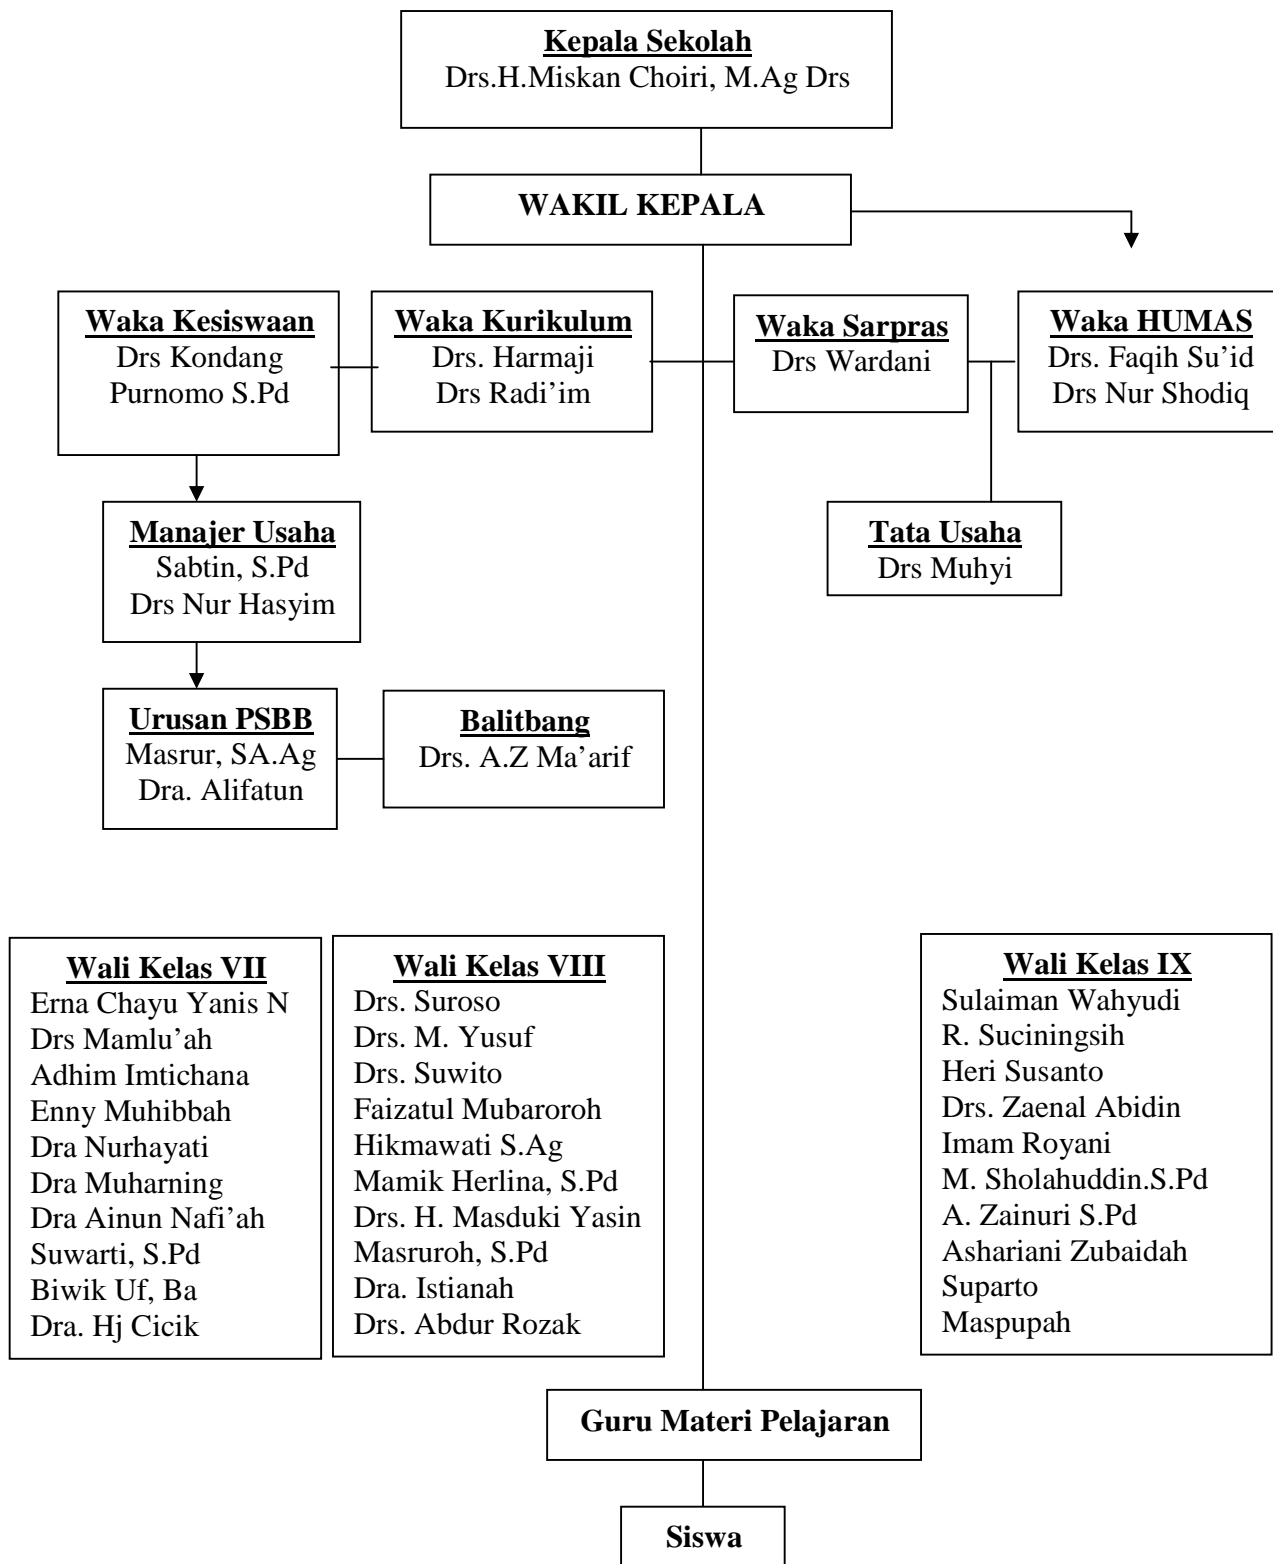 Kepala Sekolah
Drs.H.Miskan Choiri, M.Ag Drs
WAKIL KEPALA
Waka Kesiswaan
Drs Kondang
Purnomo S.Pd
Waka Kurikulum
Drs. Harmaji
Drs Radi’im
Waka Sarpras
Drs Wardani
Waka HUMAS
Drs. Faqih Su’id
Drs Nur Shodiq
Manajer Usaha
Sabtin, S.Pd
Drs Nur Hasyim
Tata Usaha
Drs Muhyi
Urusan PSBB
Masrur, SA.Ag
Dra. Alifatun
Balitbang
Drs. A.Z Ma’arif
Wali Kelas VII
Erna Chayu Yanis N
Drs Mamlu’ah
Adhim Imtichana
Enny Muhibbah
Dra Nurhayati
Dra Muharning
Dra Ainun Nafi’ah
Suwarti, S.Pd
Biwik Uf, Ba
Dra. Hj Cicik
Wali Kelas VIII
Drs. Suroso
Drs. M. Yusuf
Drs. Suwito
Faizatul Mubaroroh
Hikmawati S.Ag
Mamik Herlina, S.Pd
Drs. H. Masduki Yasin
Masruroh, S.Pd
Dra. Istianah
Drs. Abdur Rozak
Wali Kelas IX
Sulaiman Wahyudi
R. Suciningsih
Heri Susanto
Drs. Zaenal Abidin
Imam Royani
M. Sholahuddin.S.Pd
A. Zainuri S.Pd
Ashariani Zubaidah
Suparto
Maspupah
Guru Materi Pelajaran
Siswa